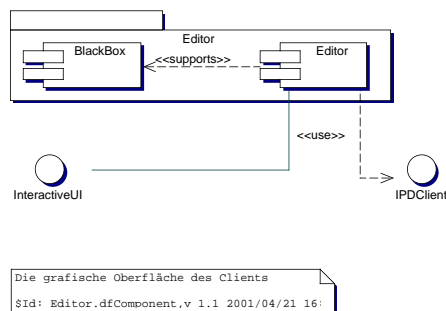 Editor
BlackBox
Editor
<<supports>>
<<use>>
InteractiveUI
IPDClient
Die grafische Oberfläche des Clients
$Id: Editor.dfComponent,v 1.1 2001/04/21 16: